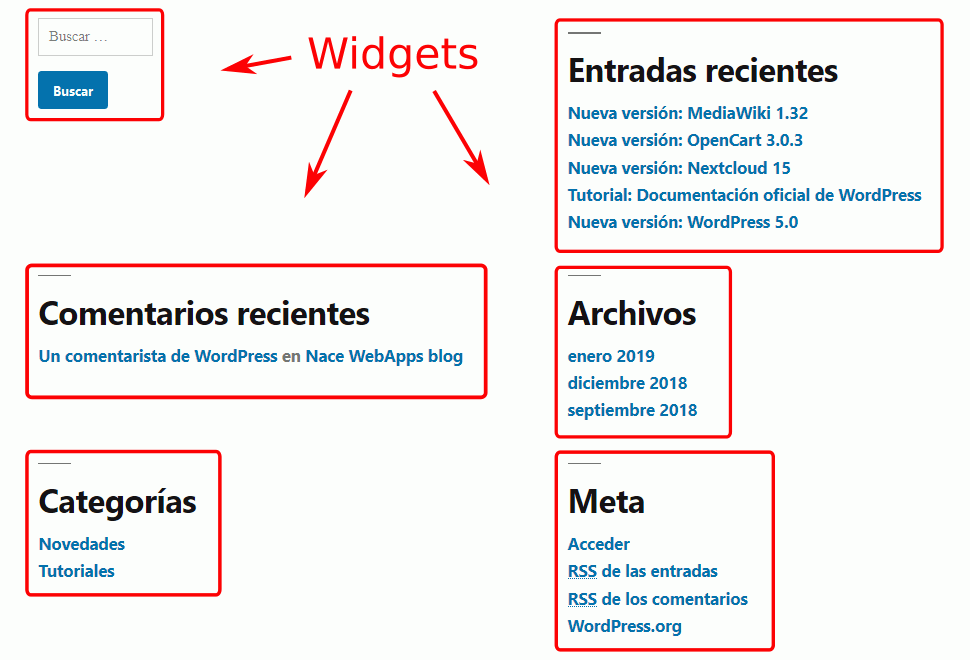 Buscar …
Buscar
Widgets
Entradas recientes
Nueva versión: MediaWiki 1.32
Nueva versión: OpenCart 3.0.3
Nueva versión: Nextcloud 15
Tutorial: Documentación oficial de WordPress
Nueva versión: WordPress 5.0
Comentarios recientes
Un comentarista de WordPress en Nace WebApps blog
Archivos
enero 2019
diciembre 2018
septiembre 2018
Categorías
Novedades
Tutoriales
Meta
Acceder
RSS de las entradas
RSS de los comentarios
WordPress.org